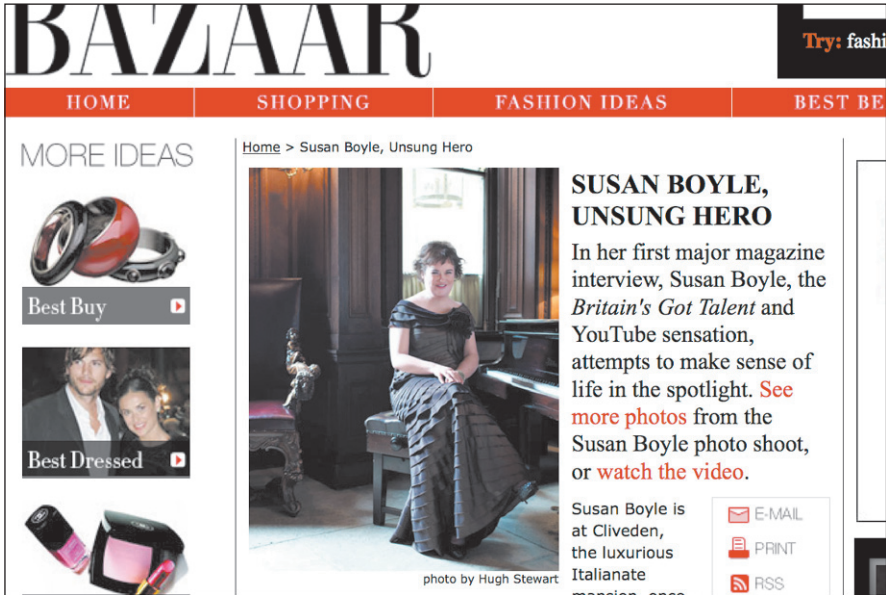 BAZAAR
Try: fashi
HOME
SHOPPING
FASHION IDEAS
BEST BE
MORE IDEAS
Best Buy
Best Dressed
Home > Susan Boyle, Unsung Hero
photo by Hugh Stewart
SUSAN BOYLE,
UNSUNG HERO
In her first major magazine
interview, Susan Boyle, the
Britain's Got Talent and
YouTube sensation,
attempts to make sense of
life in the spotlight. See
more photos from the
Susan Boyle photo shoot,
or watch the video.
Susan Boyle is
at Cliveden,
the luxurious
Italianate
mansion, once
E-MAIL
PRINT
RSS